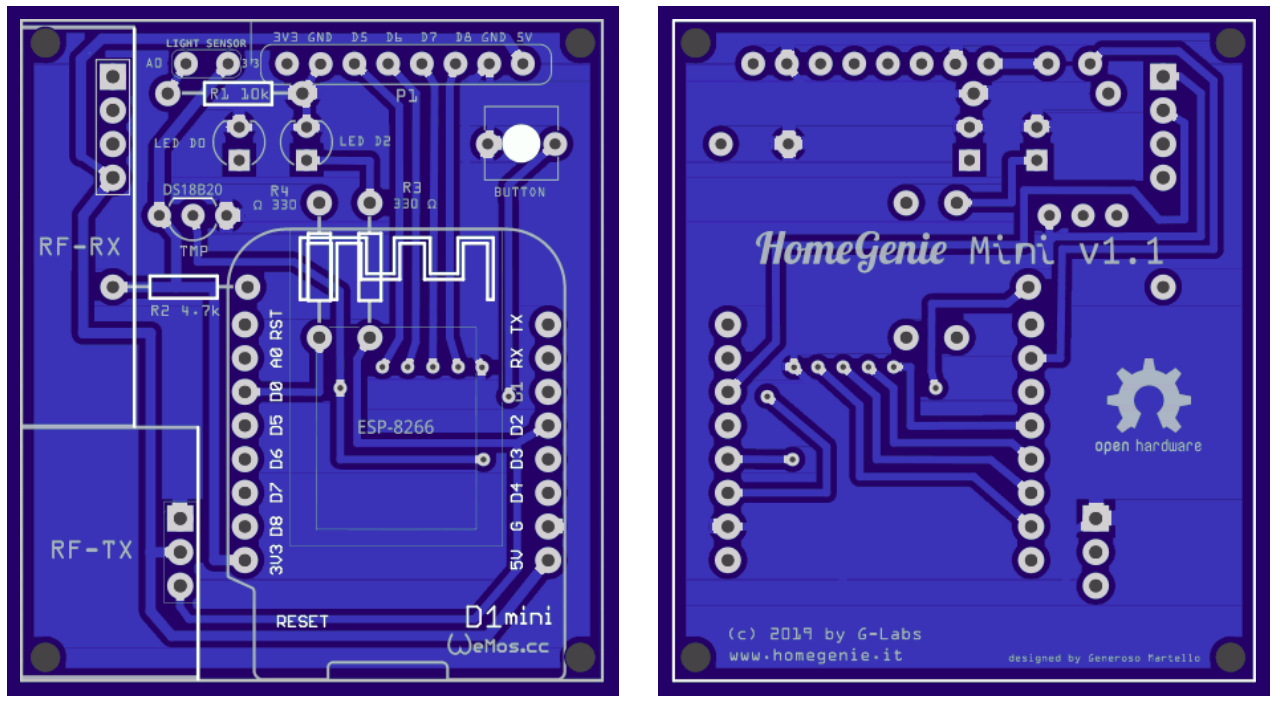 LIGHT SENSOR
A0
3V3 GND D5 D6 D7 D8 GND 5V
R1 10k
P1
LED D0
LED D2
DS18B20
R4
Ω 330
R3
330 Ω
BUTTON
TMP
RF-RX
R2 4.7k
RST
A0
D0
D5
D6
D7
D8
3V3
TX
RX
D1
D2
D3
D4
G
5V
ESP-8266
RF-TX
RESET
D1mini
WeMos.cc
HomeGenie Mini v1.1
open hardware
(c) 2019 by G-Labs
www.homegenie.it
designed by Generoso Martello